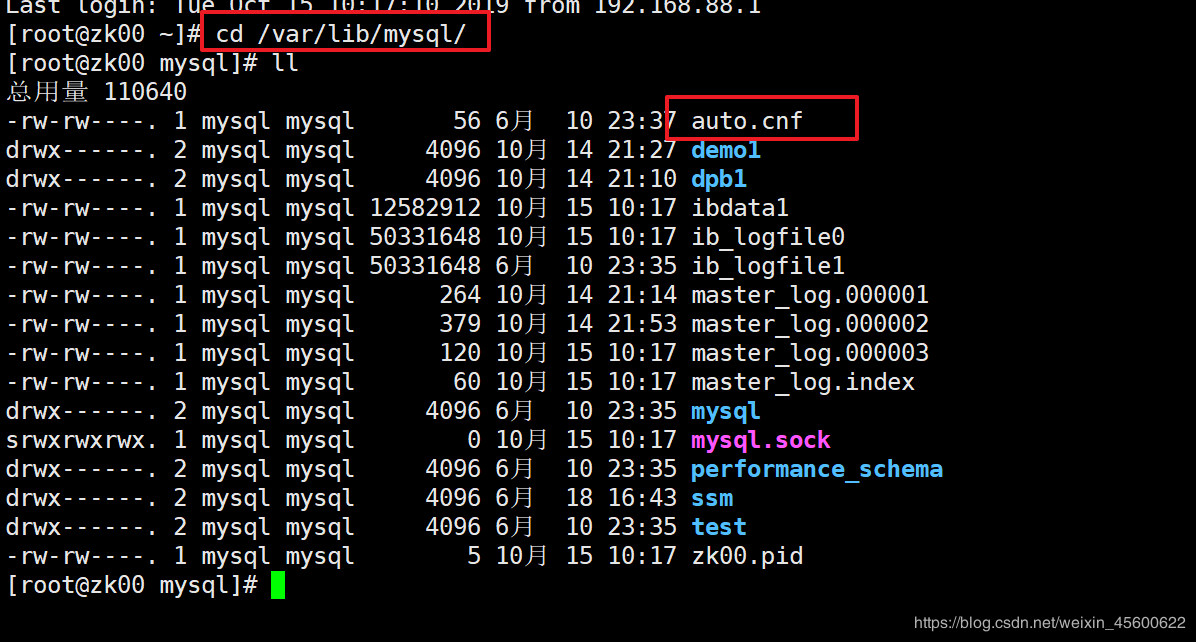 Last login: Tue Oct 15 10:17:10 2019 from 192.168.88.1
[root@zk00 ~]# cd /var/lib/mysql/
[root@zk00 mysql]# ll
总用量 110640
-rw-rw----. 1 mysql mysql       56 6月  10 23:37 auto.cnf
drwx------. 2 mysql mysql     4096 10月 14 21:27 demo1
drwx------. 2 mysql mysql     4096 10月 14 21:10 dpb1
-rw-rw----. 1 mysql mysql 12582912 10月 15 10:17 ibdata1
-rw-rw----. 1 mysql mysql 50331648 10月 15 10:17 ib_logfile0
-rw-rw----. 1 mysql mysql 50331648 6月  10 23:35 ib_logfile1
-rw-rw----. 1 mysql mysql      264 10月 14 21:14 master_log.000001
-rw-rw----. 1 mysql mysql      379 10月 14 21:53 master_log.000002
-rw-rw----. 1 mysql mysql      120 10月 15 10:17 master_log.000003
-rw-rw----. 1 mysql mysql       60 10月 15 10:17 master_log.index
drwx------. 2 mysql mysql     4096 6月  10 23:35 mysql
srwxrwxrwx. 1 mysql mysql        0 10月 15 10:17 mysql.sock
drwx------. 2 mysql mysql     4096 6月  10 23:35 performance_schema
drwx------. 2 mysql mysql     4096 6月  18 16:43 ssm
drwx------. 2 mysql mysql     4096 6月  10 23:35 test
-rw-rw----. 1 mysql mysql        5 10月 15 10:17 zk00.pid
[root@zk00 mysql]#
https://blog.csdn.net/weixin_45600622